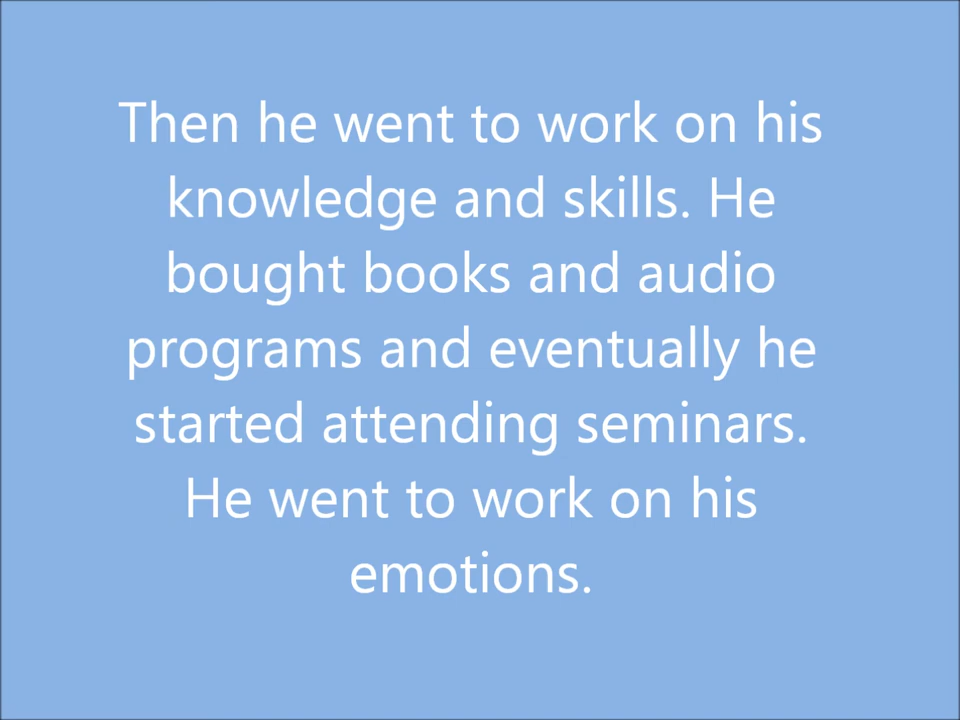 Then he went to work on his
knowledge and skills. He
bought books and audio
programs and eventually he
started attending seminars.
He went to work on his
emotions.